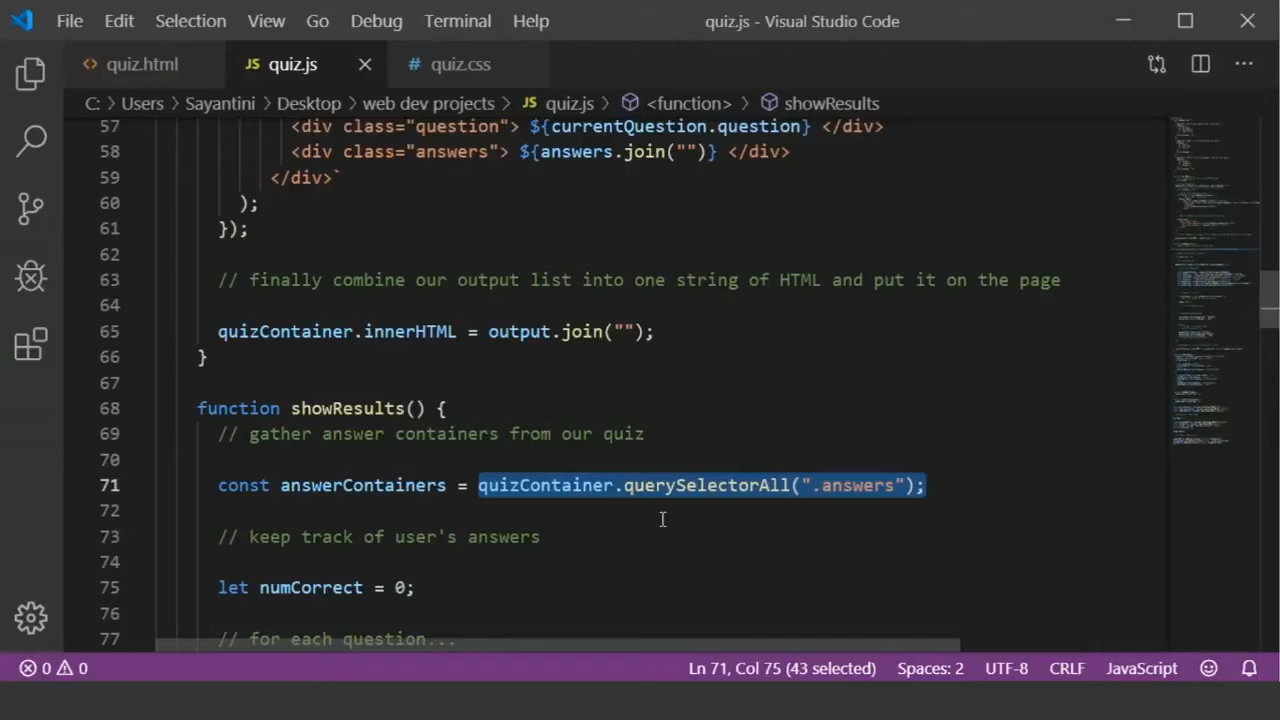 File Edit Selection View Go Debug Terminal Help quiz.js - Visual Studio Code
<> quiz.html JS quiz.js # quiz.css
C: > Users > Sayantini > Desktop > web dev projects > JS quiz.js > <function> > showResults
57 <div class="question"> ${currentQuestion.question} </div>
58 <div class="answers"> ${answers.join("")} </div>
59 </div>`
60 );
61 });
62
63 // finally combine our output list into one string of HTML and put it on the page
64
65 quizContainer.innerHTML = output.join("");
66 }
67
68 function showResults() {
69 // gather answer containers from our quiz
70
71 const answerContainers = quizContainer.querySelectorAll(".answers");
72
73 // keep track of user's answers
74
75 let numCorrect = 0;
76
77 // for each question...
0 0 Ln 71, Col 75 (43 selected) Spaces: 2 UTF-8 CRLF JavaScript